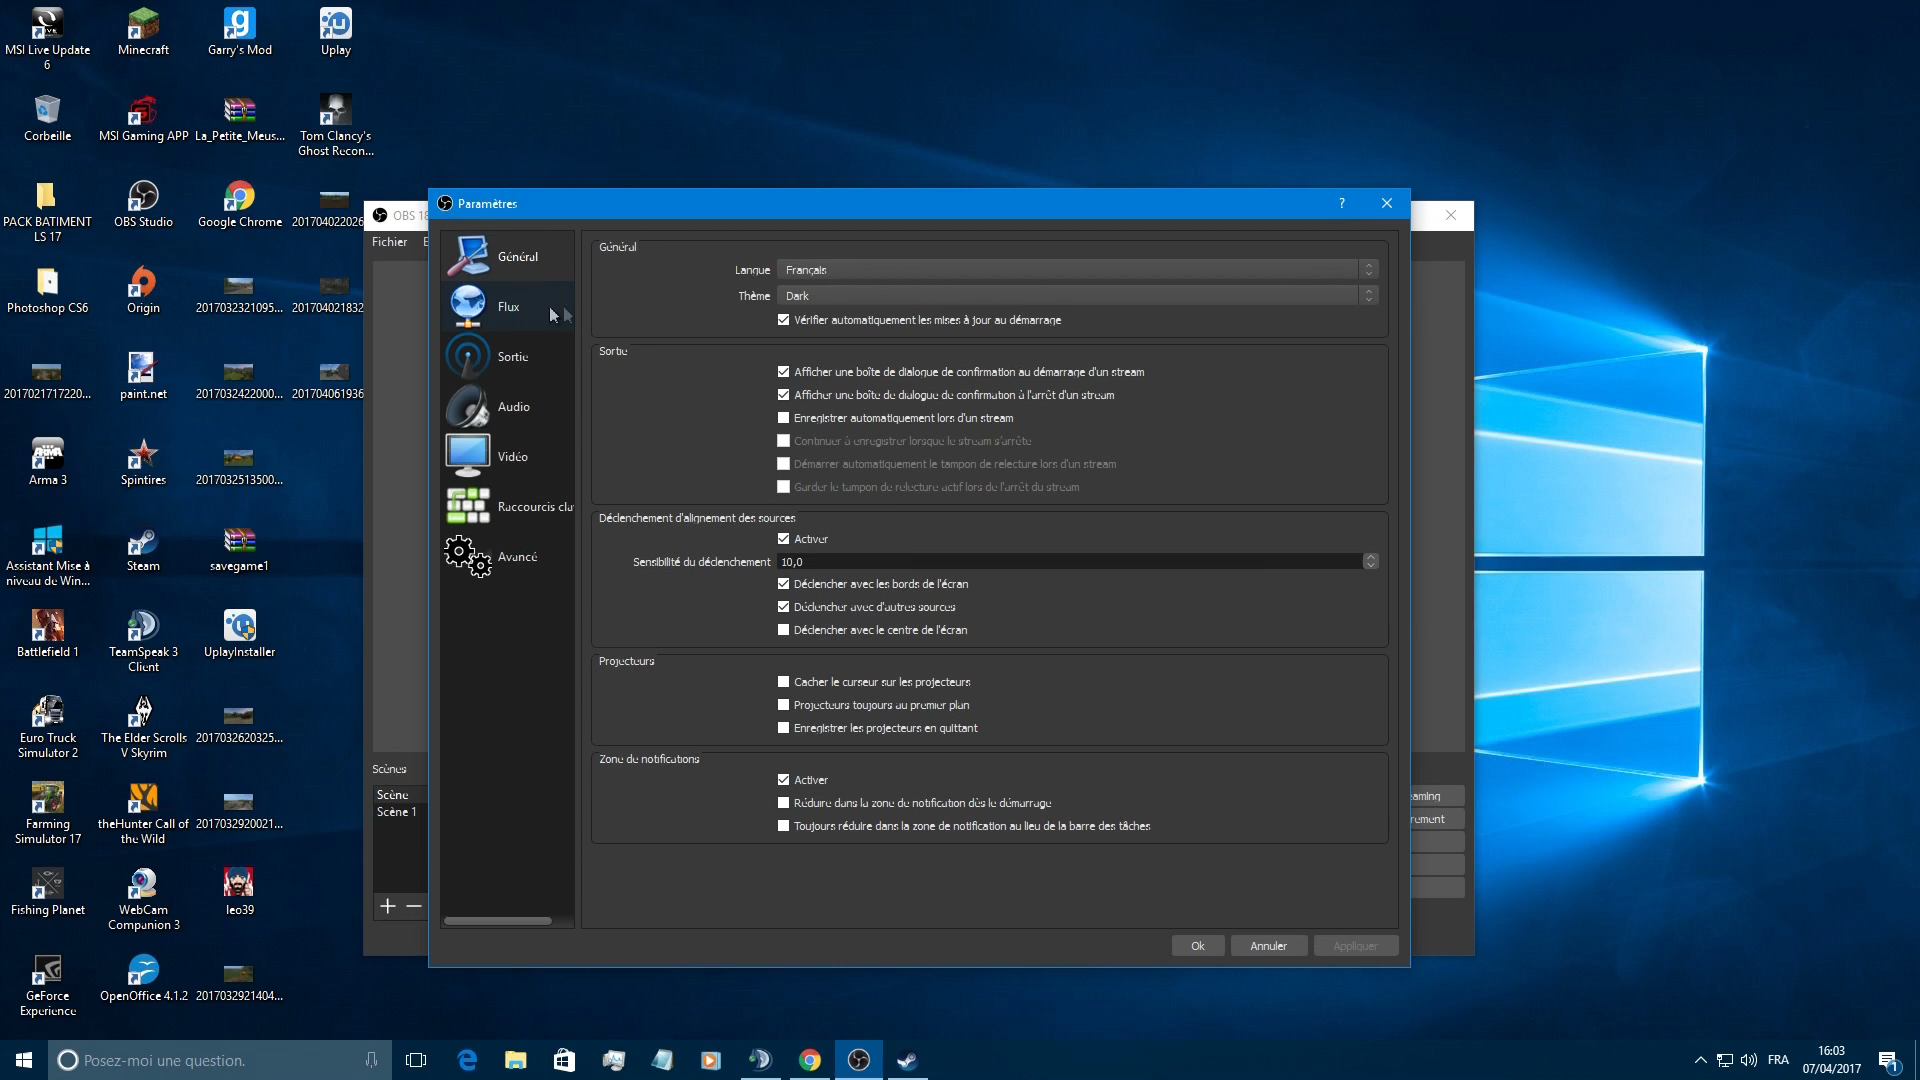 MSI Live Update
6
Minecraft
Garry's Mod
Uplay
Corbeille
MSI Gaming APP
La_Petite_Meus...
Tom Clancy's
Ghost Recon...
PACK BATIMENT
LS 17
OBS Studio
Google Chrome
201704022026
Photoshop CS6
Origin
2017032321095...
201704021832
2017021717220...
paint.net
2017032422000...
201704061936
Arma 3
Spintires
2017032513500...
Assistant Mise à
niveau de Win...
Steam
savegame1
Battlefield 1
TeamSpeak 3
Client
UplayInstaller
Euro Truck
Simulator 2
The Elder Scrolls
V Skyrim
2017032620325...
Farming
Simulator 17
theHunter Call of
the Wild
2017032920021...
Fishing Planet
WebCam
Companion 3
leo39
GeForce
Experience
OpenOffice 4.1.2
2017032921404...
OBS 18
Fichier
Scènes
Scène
Scène 1
eaming
rement
Paramètres
?
Général
Flux
Sortie
Audio
Vidéo
Raccourcis cla
Avancé
Général
Langue Français
Thème Dark
Vérifier automatiquement les mises à jour au démarrage
Sortie
Afficher une boîte de dialogue de confirmation au démarrage d'un stream
Afficher une boîte de dialogue de confirmation à l'arrêt d'un stream
Enregistrer automatiquement lors d'un stream
Continuer à enregistrer lorsque le stream s'arrête
Démarrer automatiquement le tampon de relecture lors d'un stream
Garder le tampon de relecture actif lors de l'arrêt du stream
Déclenchement d'alignement des sources
Activer
Sensibilité du déclenchement 10,0
Déclencher avec les bords de l'écran
Déclencher avec d'autres sources
Déclencher avec le centre de l'écran
Projecteurs
Cacher le curseur sur les projecteurs
Projecteurs toujours au premier plan
Enregistrer les projecteurs en quittant
Zone de notifications
Activer
Réduire dans la zone de notification dès le démarrage
Toujours réduire dans la zone de notification au lieu de la barre des tâches
Ok
Annuler
Appliquer
Posez-moi une question.
FRA
16:03
07/04/2017
1